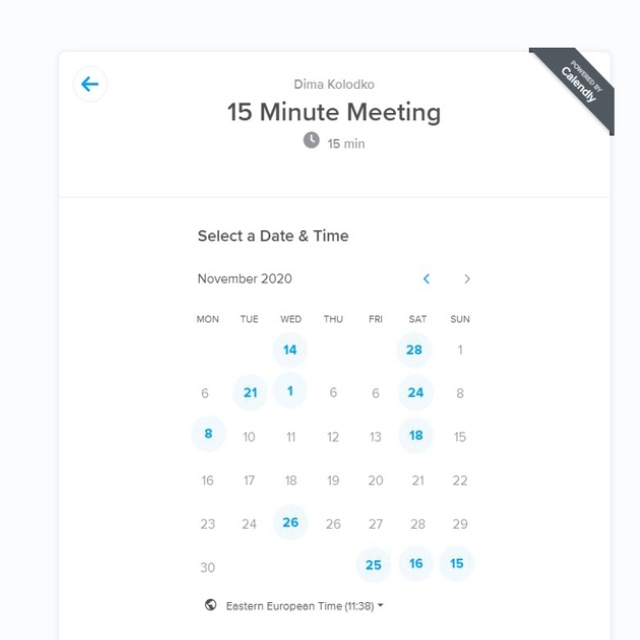 POWERED BY
Calendly
Dima Kolodko
15 Minute Meeting
15 min
Select a Date & Time
November 2020
MON TUE WED THU FRI SAT SUN
14 28 1
6 21 1 6 6 24 8
8 10 11 12 13 18 15
16 17 18 19 20 21 22
23 24 26 26 27 28 29
30 25 16 15
Eastern European Time (11:38)